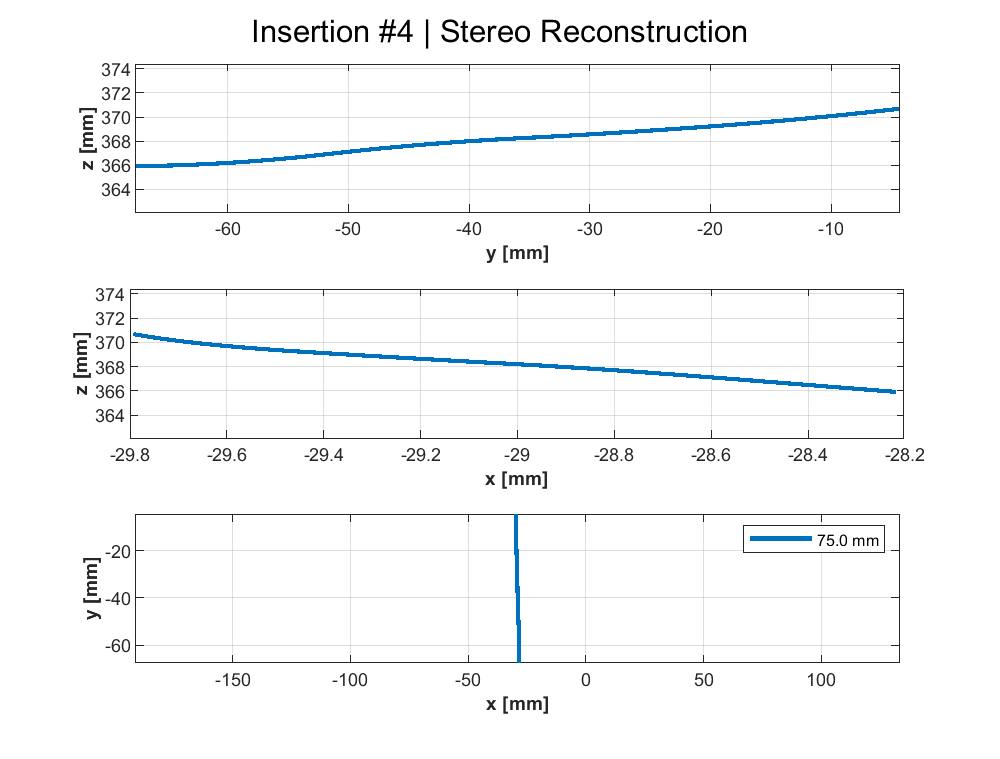 Insertion #4 | Stereo Reconstruction
374
372
370
368
366
364
z [mm]
-60 -50 -40 -30 -20 -10
y [mm]
374
372
370
368
366
364
z [mm]
-29.8 -29.6 -29.4 -29.2 -29 -28.8 -28.6 -28.4 -28.2
x [mm]
75.0 mm
-20
-40
-60
y [mm]
-150 -100 -50 0 50 100
x [mm]